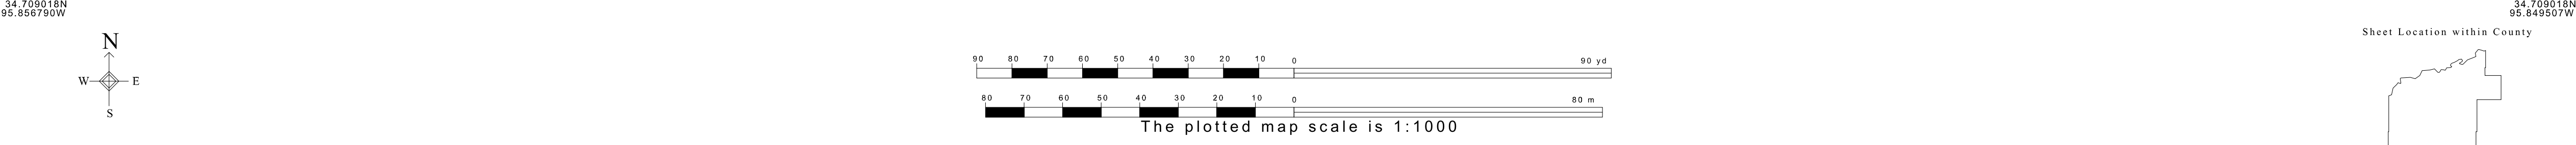 34.709018N
95.856790W
34.709018N
95.849507W
Sheet Location within County
N
W E
S
90 80 70 60 50 40 30 20 10 0 90 yd
80 70 60 50 40 30 20 10 0 80 m
The plotted map scale is 1:1000